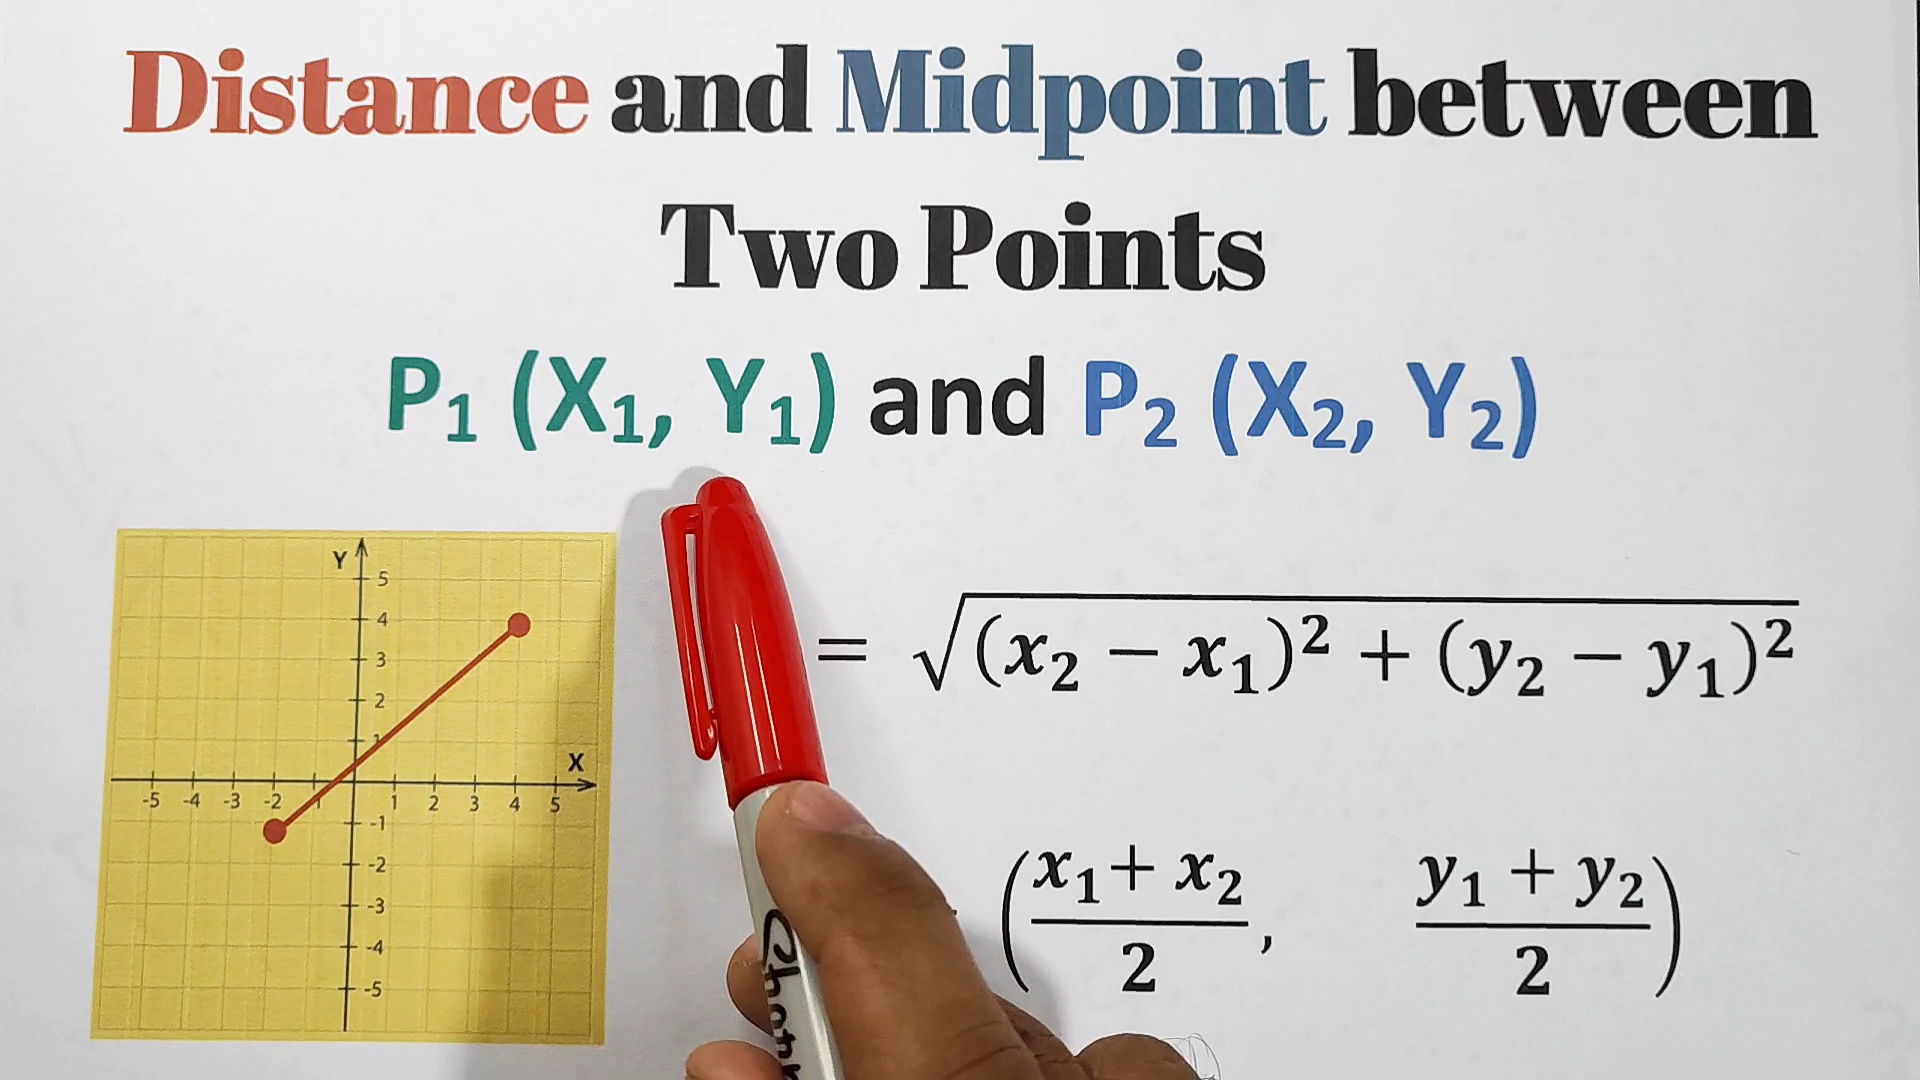 Distance and Midpoint between
Two Points
P₁ (X₁, Y₁) and P₂ (X₂, Y₂)
= √(x₂ − x₁)² + (y₂ − y₁)²
(x₁ + x₂ / 2, y₁ + y₂ / 2)
Y
5
4
3
2
1
X
-5 -4 -3 -2 1 2 3 4 5
-1
-2
-3
-4
-5